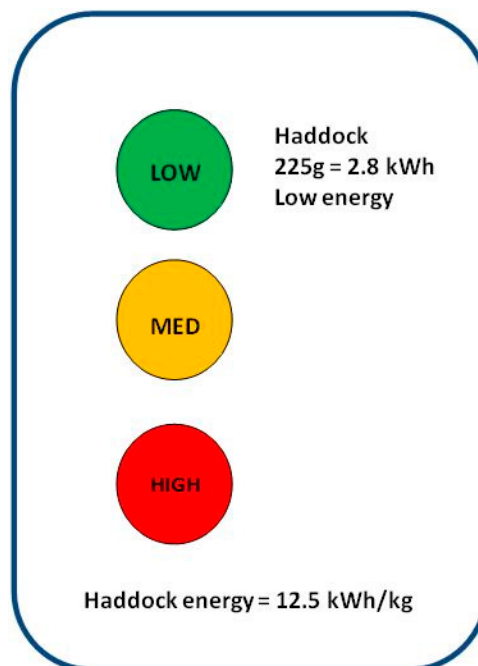 LOW
Haddock
225g = 2.8 kWh
Low energy
MED
HIGH
Haddock energy = 12.5 kWh/kg